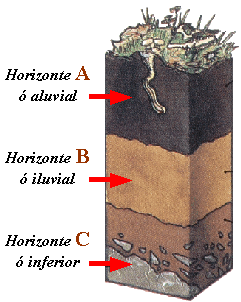 Horizonte A
ó aluvial
Horizonte B
ó iluvial
Horizonte C
ó inferior